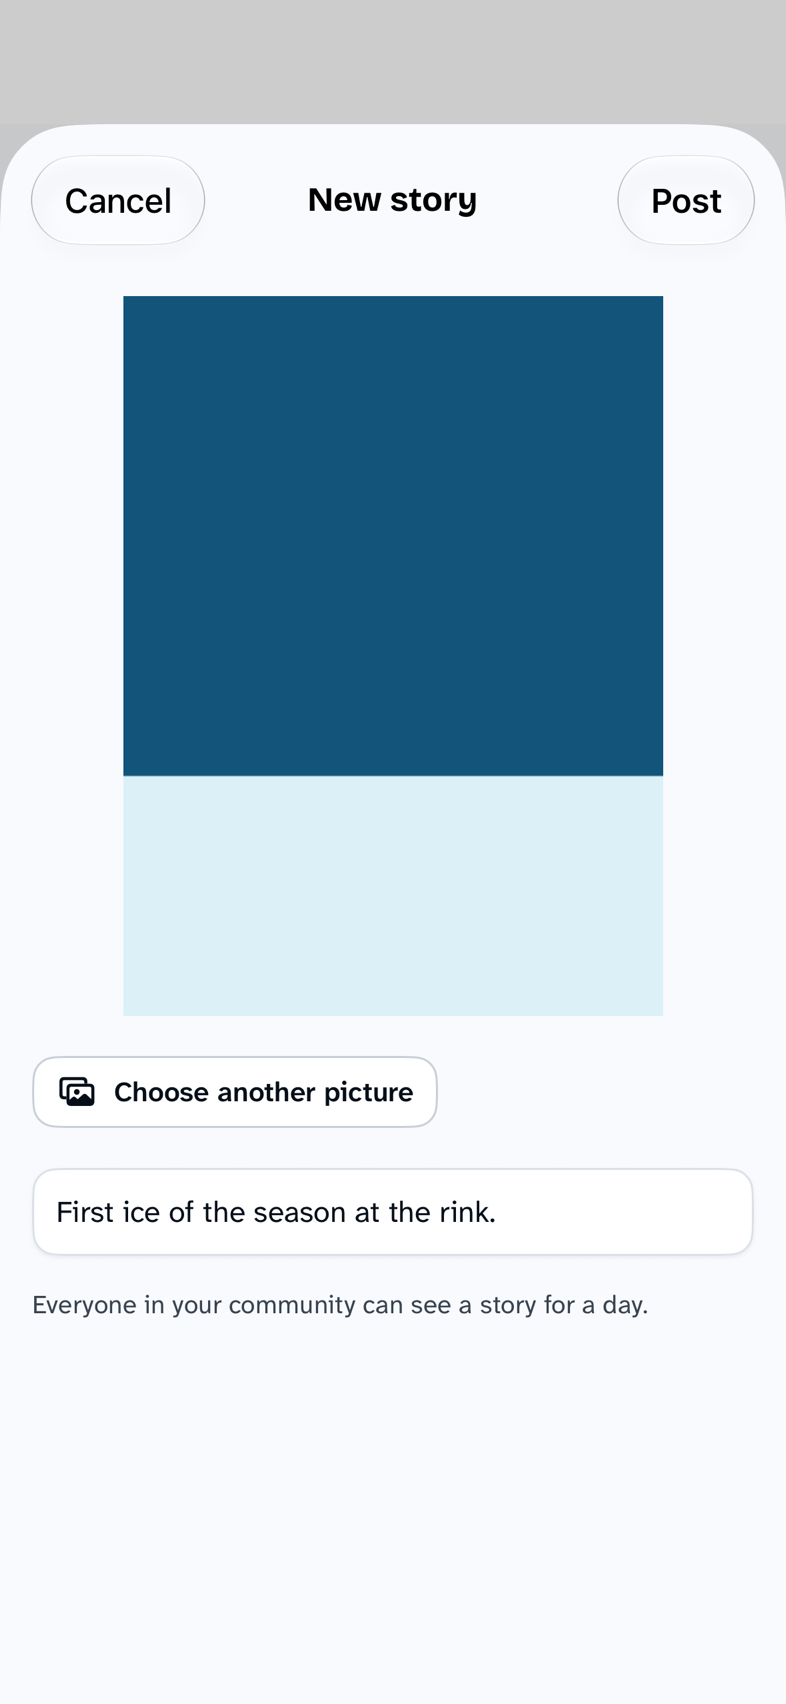 Cancel
New story
Post
Choose another picture
First ice of the season at the rink.
Everyone in your community can see a story for a day.